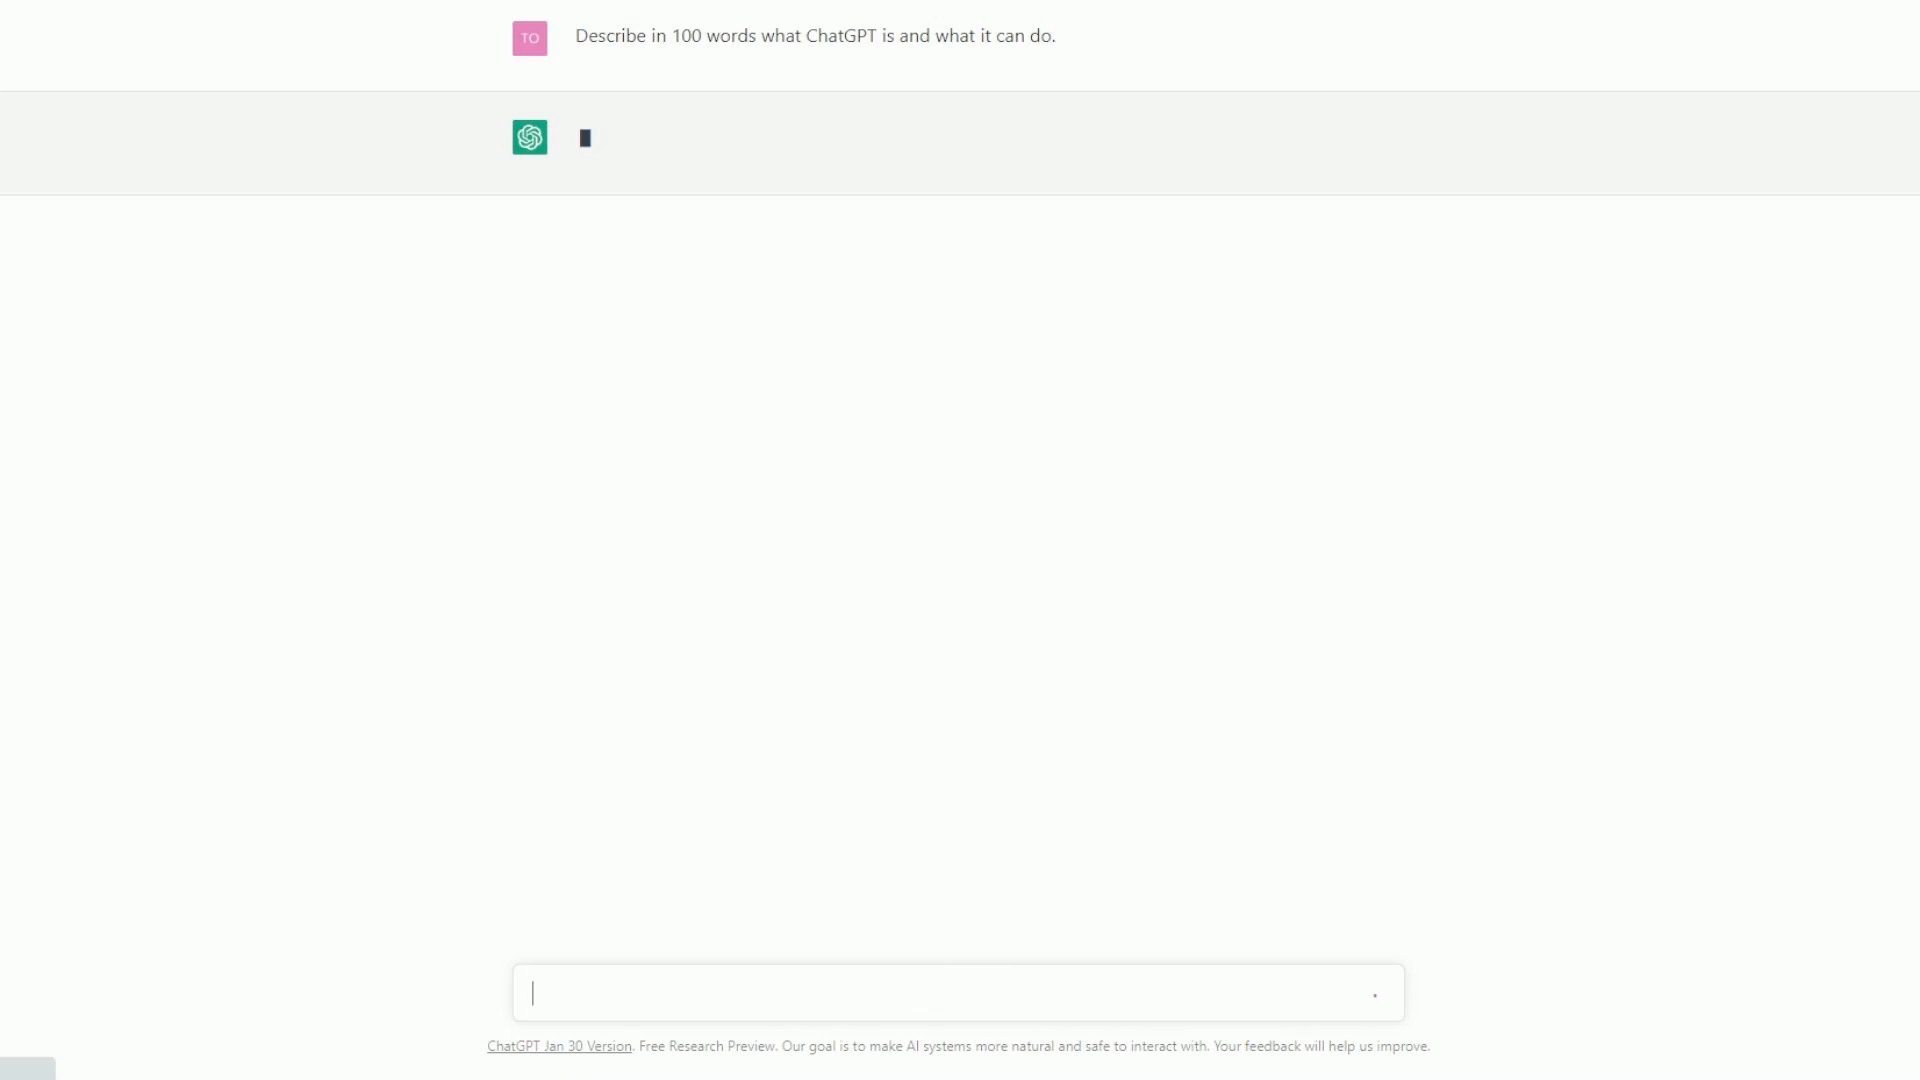 TO
Describe in 100 words what ChatGPT is and what it can do.
ChatGPT Jan 30 Version. Free Research Preview. Our goal is to make AI systems more natural and safe to interact with. Your feedback will help us improve.